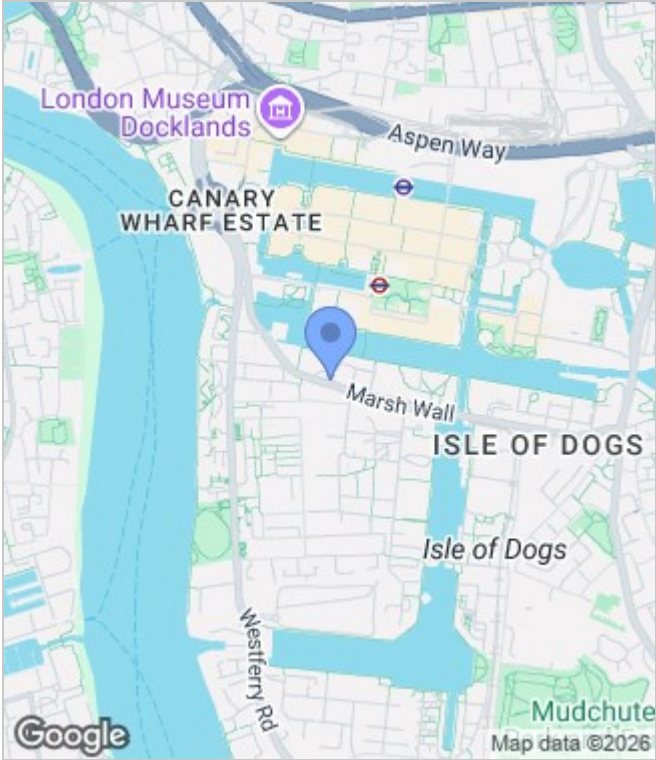 London Museum
Docklands
Aspen Way
CANARY
WHARF ESTATE
Marsh Wall
ISLE OF DOGS
Isle of Dogs
Westferry Rd
Mudchute
Google
Map data ©2026